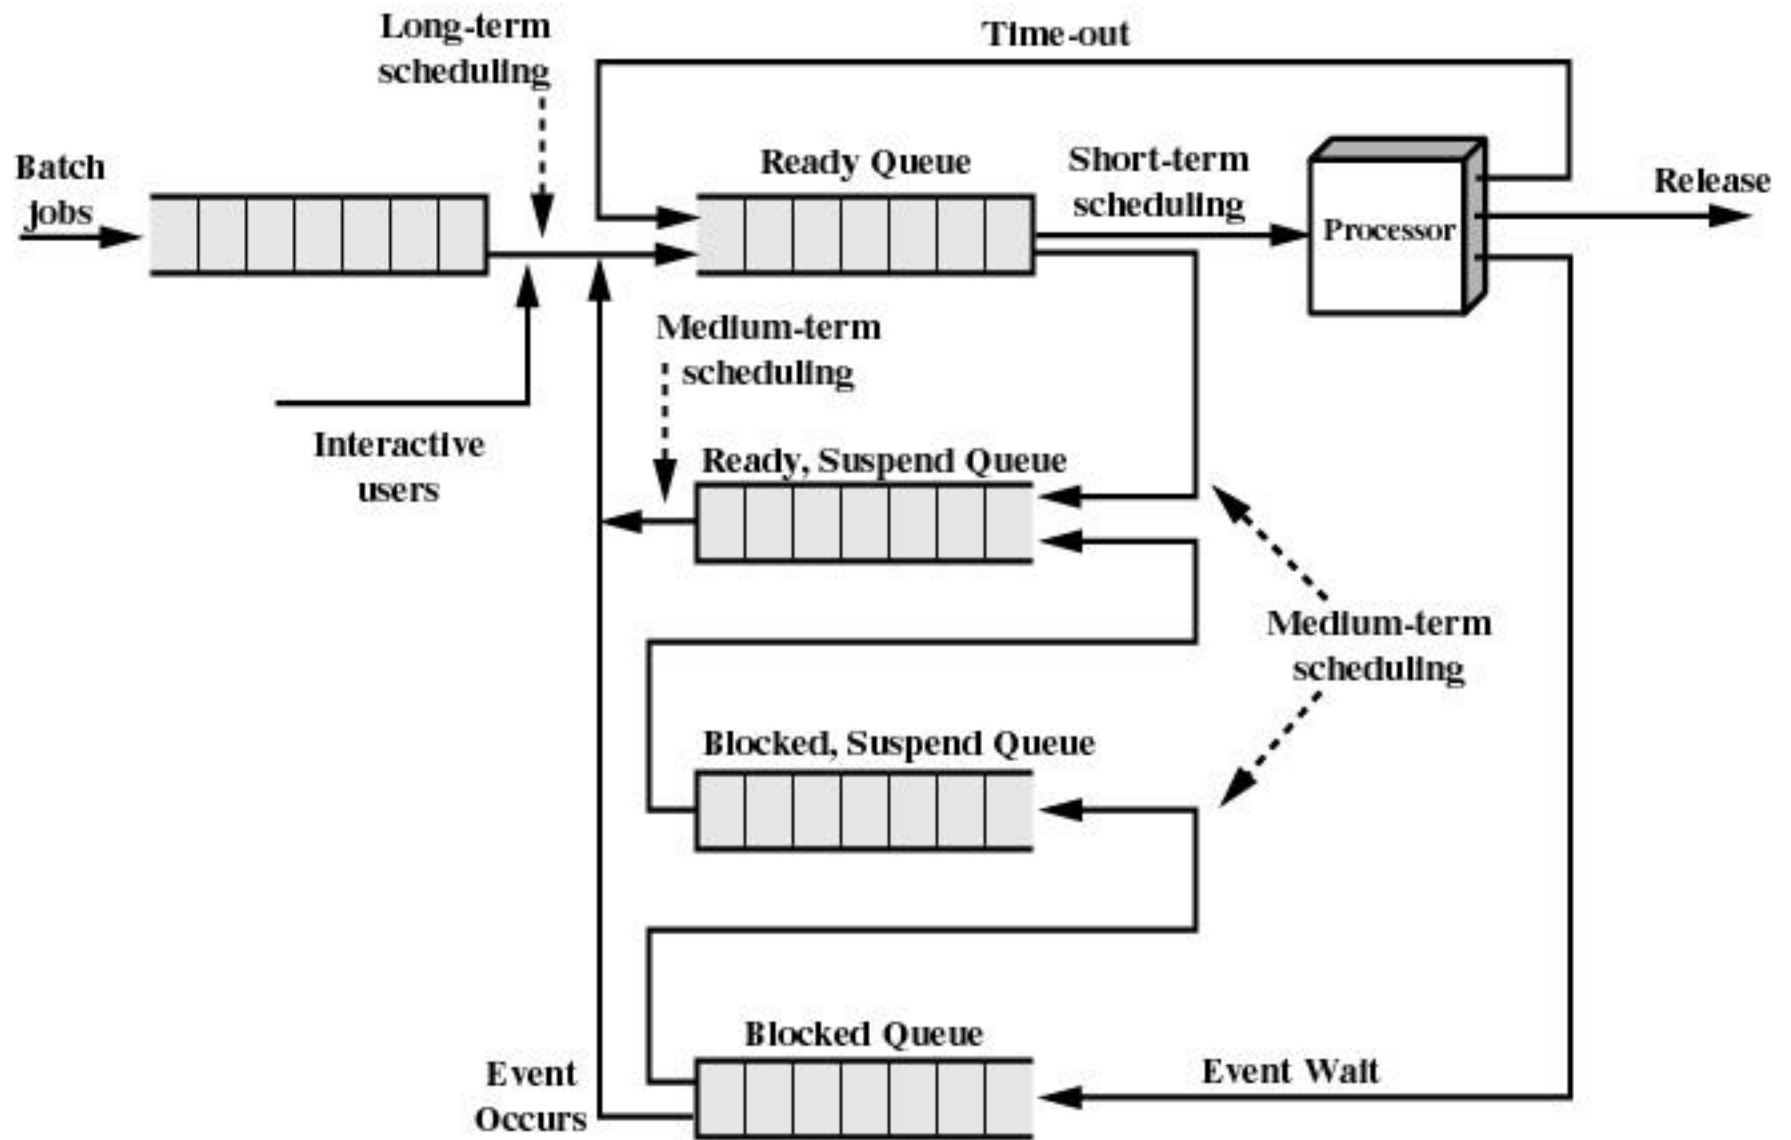 Long-term
scheduling
Time-out
Batch
jobs
Ready Queue
Short-term
scheduling
Processor
Release
Medium-term
scheduling
Interactive
users
Ready, Suspend Queue
Medium-term
scheduling
Blocked, Suspend Queue
Blocked Queue
Event
Occurs
Event Wait